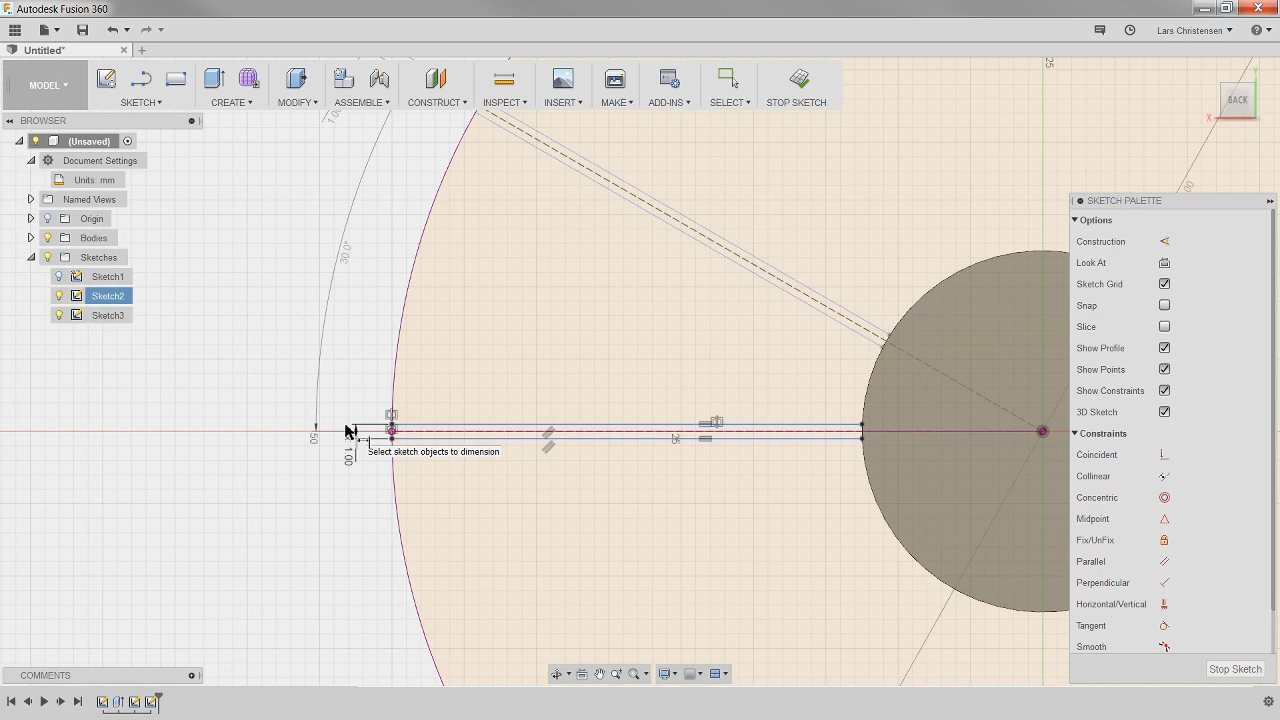 Autodesk Fusion 360
Lars Christensen
Untitled*
MODEL
SKETCH
CREATE
MODIFY
ASSEMBLE
CONSTRUCT
INSPECT
INSERT
MAKE
ADD-INS
SELECT
STOP SKETCH
25
Y
BACK
X
BROWSER
(Unsaved)
Document Settings
Units: mm
Named Views
Origin
Bodies
Sketches
Sketch1
Sketch2
Sketch3
30.0°
50
25
1.00
Select sketch objects to dimension
SKETCH PALETTE
Options
Construction
Look At
Sketch Grid
Snap
Slice
Show Profile
Show Points
Show Constraints
3D Sketch
Constraints
Coincident
Collinear
Concentric
Midpoint
Fix/UnFix
Parallel
Perpendicular
Horizontal/Vertical
Tangent
Smooth
Stop Sketch
COMMENTS